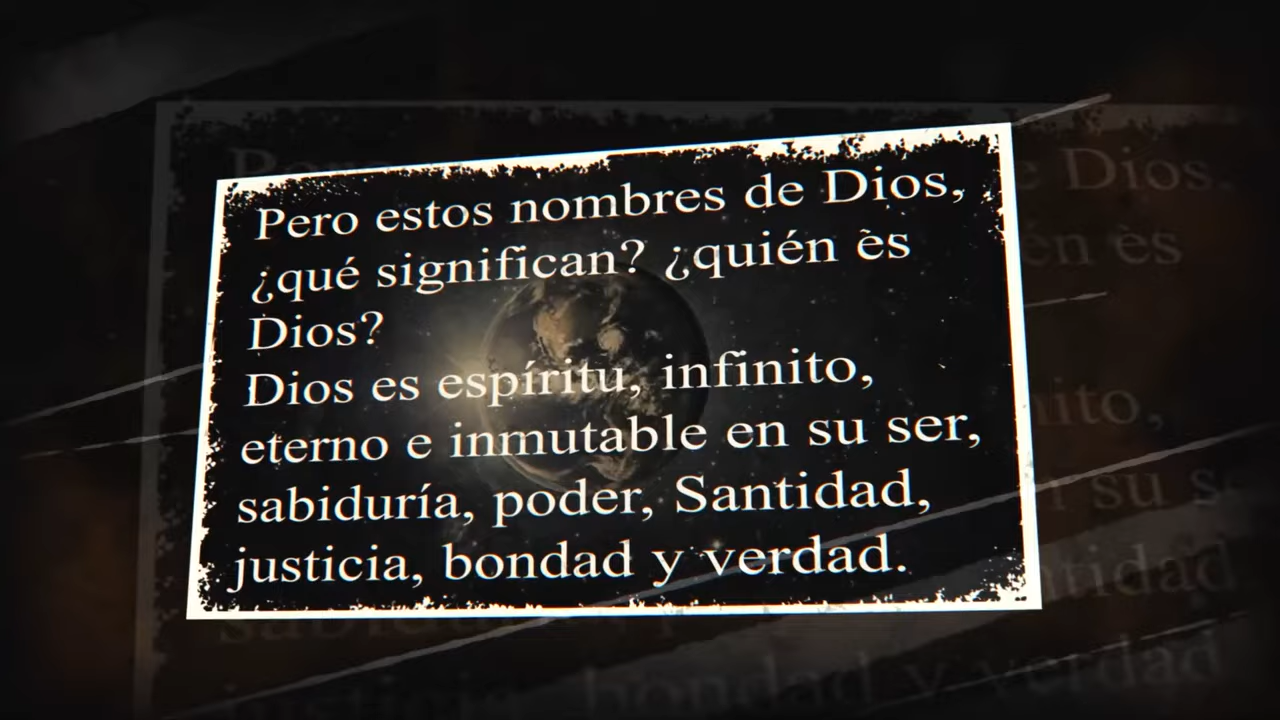 Pero estos nombres de Dios,
¿qué significan? ¿quién ès
Dios?
Dios es espíritu, infinito,
eterno e inmutable en su ser,
sabiduría, poder, Santidad,
justicia, bondad y verdad.